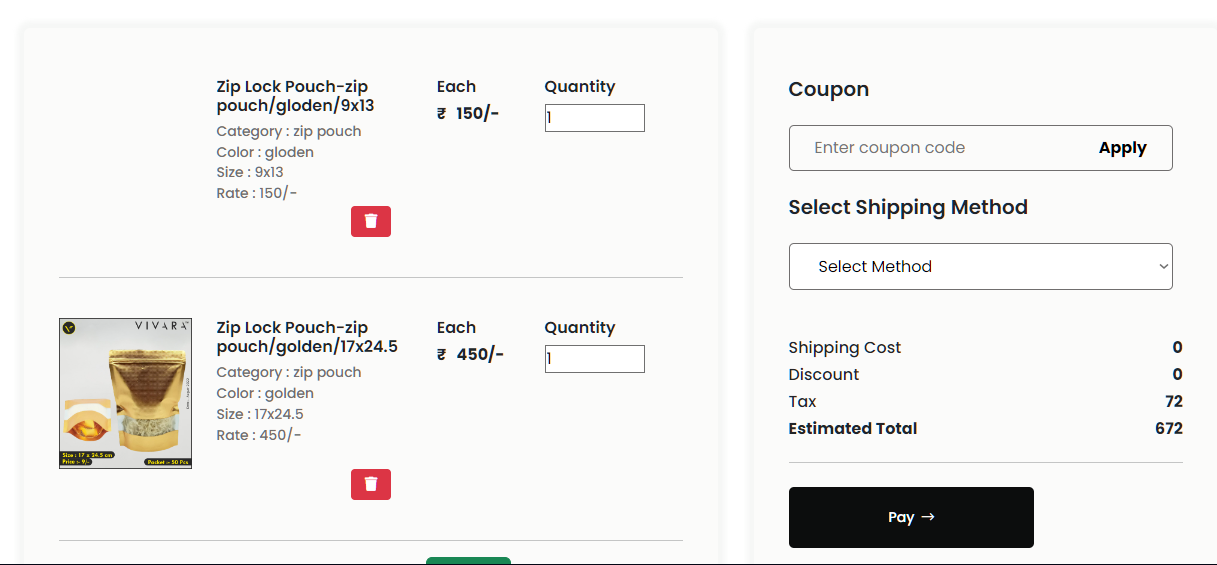 Zip Lock Pouch-zip
pouch/gloden/9x13
Category : zip pouch
Color : gloden
Size : 9x13
Rate : 150/-
Each
₹ 150/-
Quantity
1
VIVARA
Size : 17 x 24.5 cm
Price :- 9/-
Packet :- 50 Pcs
Zip Lock Pouch-zip
pouch/golden/17x24.5
Category : zip pouch
Color : golden
Size : 17x24.5
Rate : 450/-
Each
₹ 450/-
Quantity
1
Coupon
Enter coupon code
Apply
Select Shipping Method
Select Method
Shipping Cost 0
Discount 0
Tax 72
Estimated Total 672
Pay →